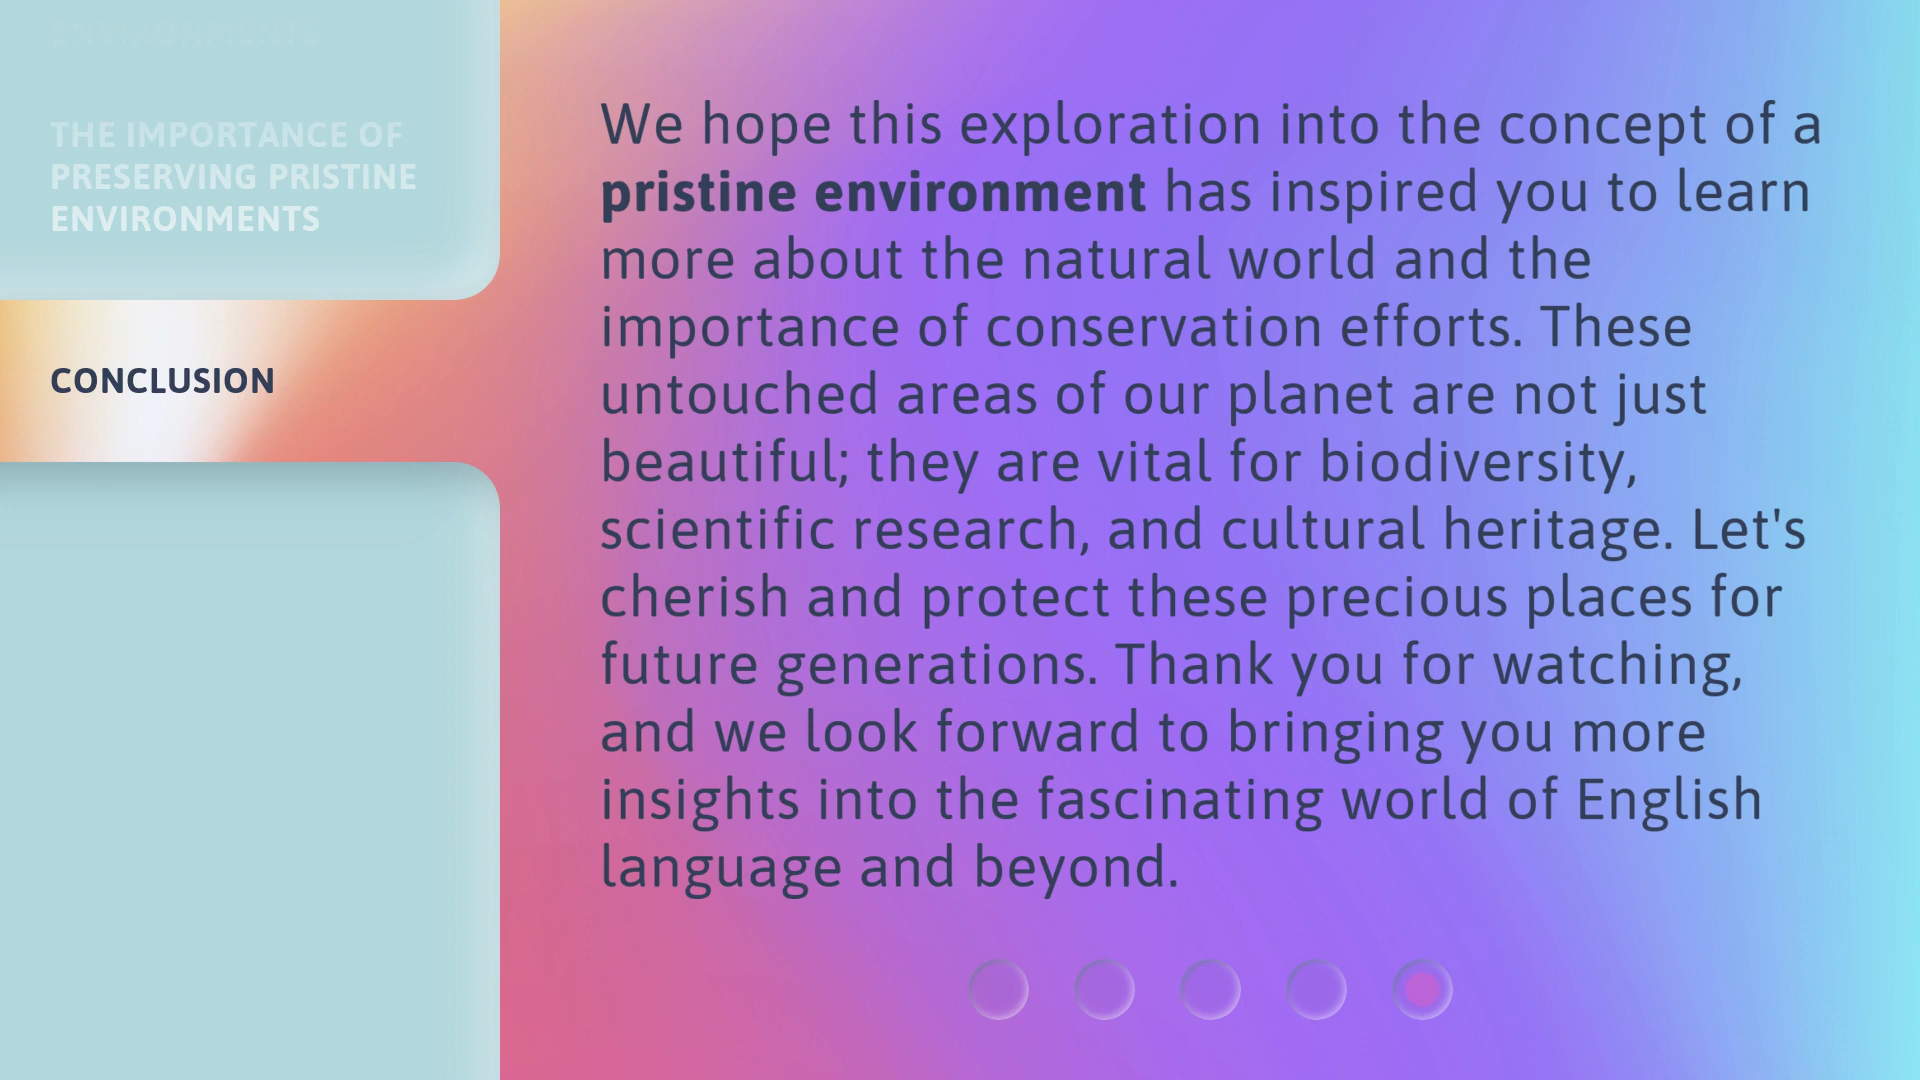 ENVIRONMENTS
THE IMPORTANCE OF
PRESERVING PRISTINE
ENVIRONMENTS
CONCLUSION
We hope this exploration into the concept of a
pristine environment has inspired you to learn
more about the natural world and the
importance of conservation efforts. These
untouched areas of our planet are not just
beautiful; they are vital for biodiversity,
scientific research, and cultural heritage. Let's
cherish and protect these precious places for
future generations. Thank you for watching,
and we look forward to bringing you more
insights into the fascinating world of English
language and beyond.